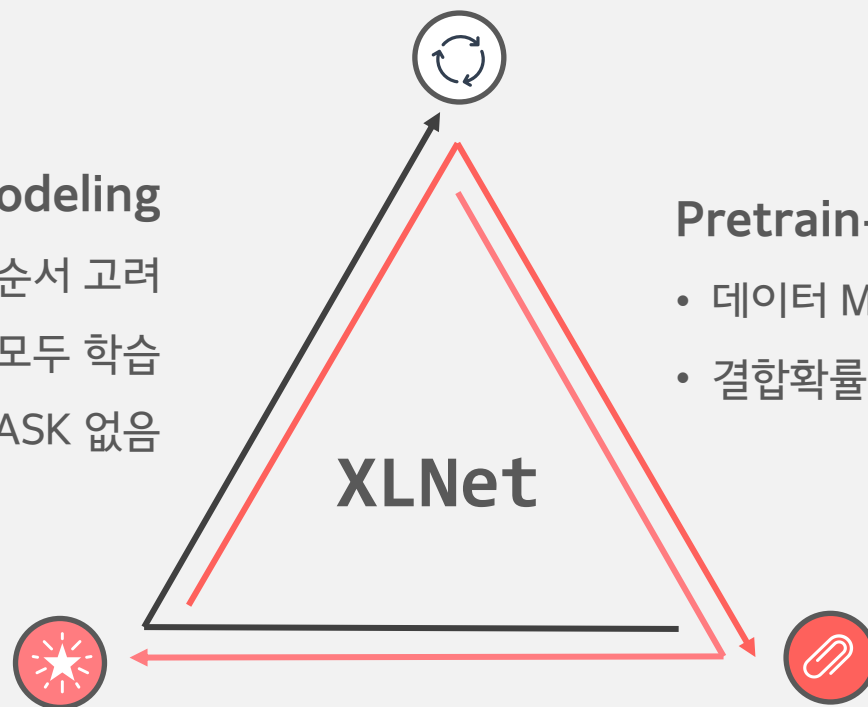 odeling
순서 고려
모두 학습
ASK 없음
Pretrain-
• 데이터 M
• 결합확률
XLNet